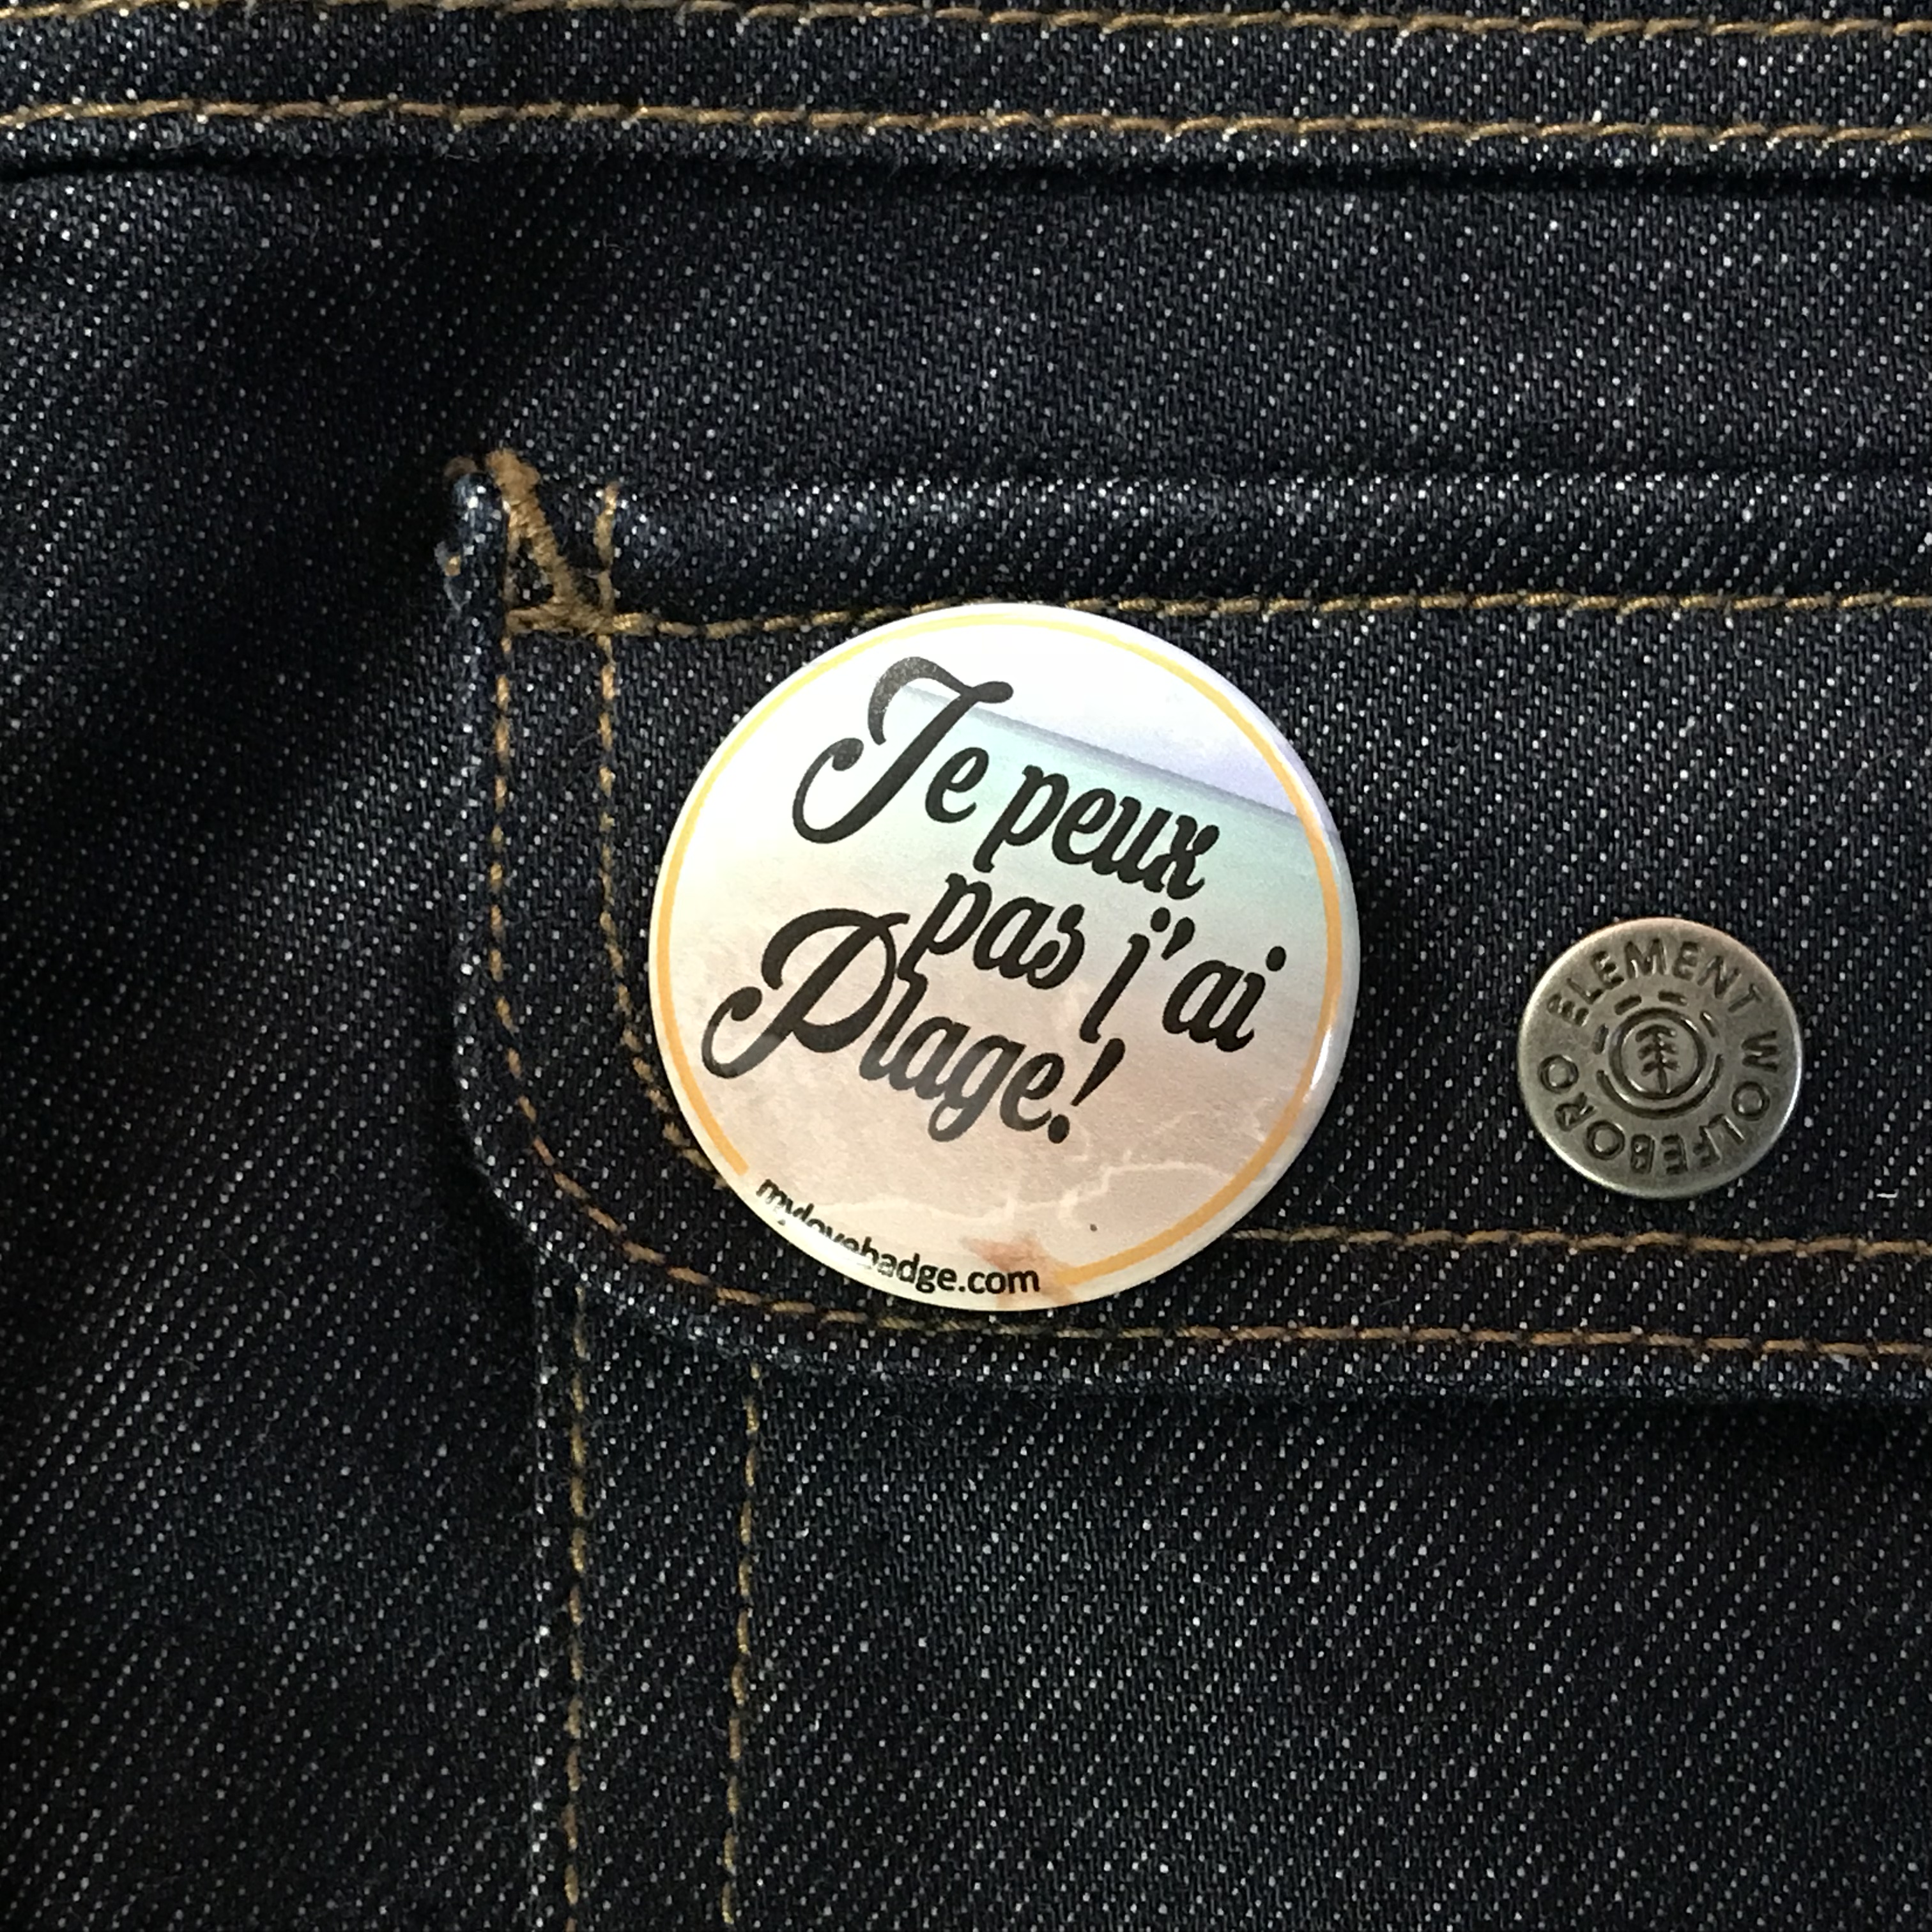 Je peux
pas j'ai
Plage!
mylovebadge.com
ELEMENT WOLFEBORO